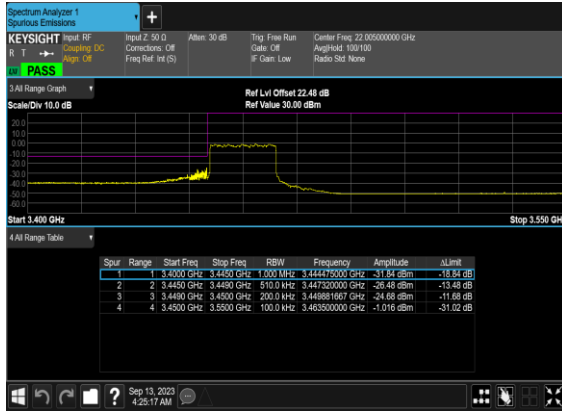 Spectrum Analyzer 1
Spurious Emissions
+
KEYSIGHT Input: RF Input Z: 50 Ω Atten: 30 dB Trig: Free Run Center Freq: 22.005000000 GHz
R T Coupling: DC Corrections: Off Gate: Off Avg|Hold: 100/100
Align: Off Freq Ref: Int (S) IF Gain: Low Radio Std: None
PASS
3 All Range Graph
Ref Lvl Offset 22.48 dB
Scale/Div 10.0 dB Ref Value 30.00 dBm
20.0
10.0
0.00
-10.0
-20.0
-30.0
-40.0
-50.0
-60.0
Start 3.400 GHz Stop 3.550 GH
4 All Range Table
Spur Range Start Freq Stop Freq RBW Frequency Amplitude ΔLimit
1 1 3.4000 GHz 3.4450 GHz 1.000 MHz 3.444475000 GHz -31.84 dBm -18.84 dB
2 2 3.4450 GHz 3.4490 GHz 510.0 kHz 3.447320000 GHz -26.48 dBm -13.48 dB
3 3 3.4490 GHz 3.4500 GHz 200.0 kHz 3.449881667 GHz -24.68 dBm -11.68 dB
4 4 3.4500 GHz 3.5500 GHz 100.0 kHz 3.463500000 GHz -1.016 dBm -31.02 dB
? Sep 13, 2023
4:25:17 AM